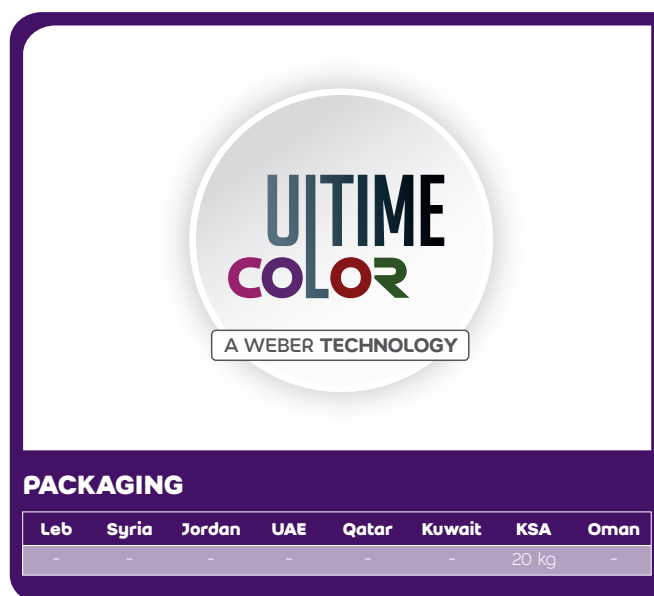 ULTIME
COLOR
A WEBER TECHNOLOGY
PACKAGING
Leb Syria Jordan UAE Qatar Kuwait KSA Oman
- - - - - - 20 kg -